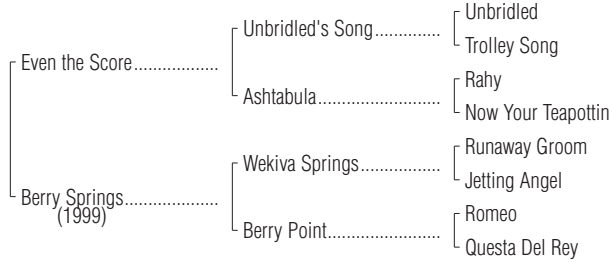 Unbridled
Unbridled's Song..............
Trolley Song
Even the Score..................
Rahy
Ashtabula..........................
Now Your Teapottin
Runaway Groom
Wekiva Springs.................
Jetting Angel
Berry Springs....................
(1999)
Romeo
Berry Point........................
Questa Del Rey